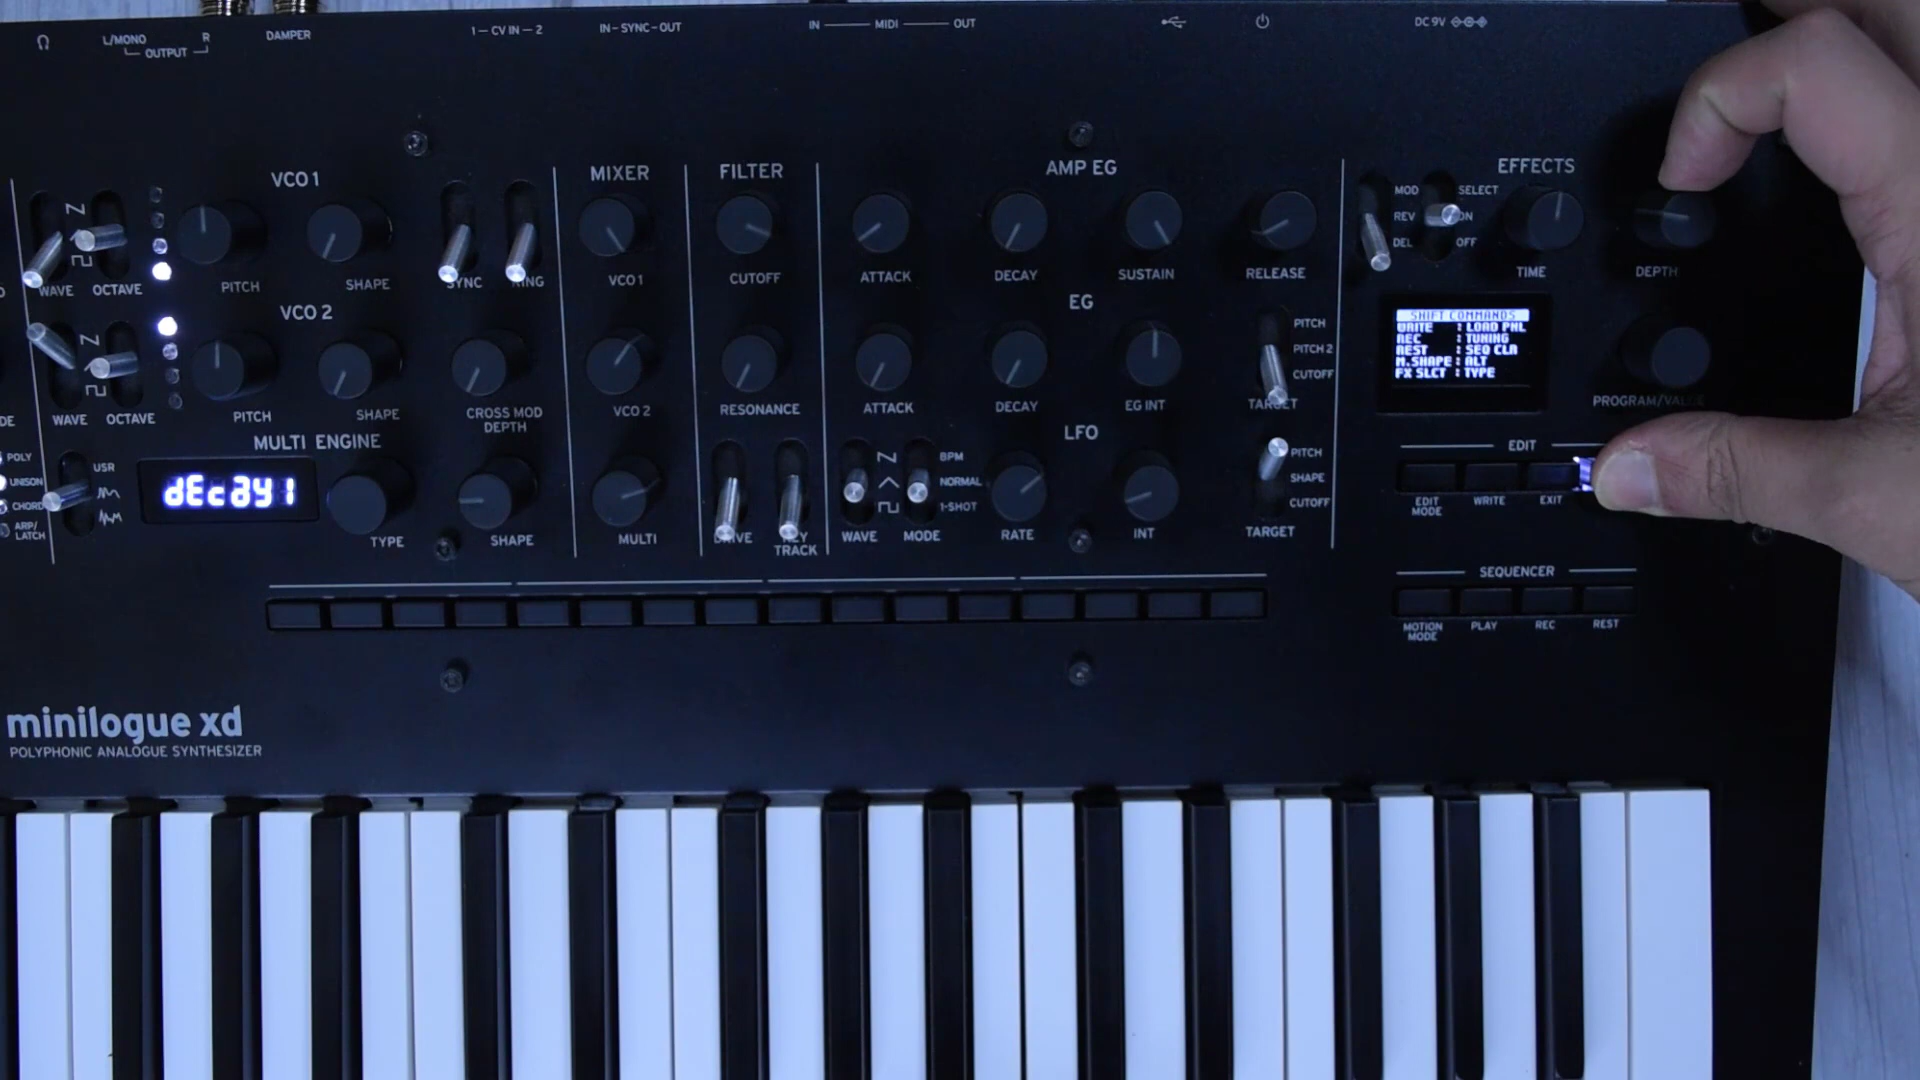 L/MONO
R
OUTPUT
DAMPER
1 — CV IN — 2
IN – SYNC – OUT
IN — MIDI — OUT
DC 9V
VCO 1
MIXER
FILTER
AMP EG
EFFECTS
MOD
REV
DEL
SELECT
ON
OFF
WAVE
OCTAVE
PITCH
SHAPE
SYNC
RING
VCO 1
CUTOFF
ATTACK
DECAY
SUSTAIN
RELEASE
TIME
DEPTH
VCO 2
EG
PITCH
PITCH 2
CUTOFF
SHIFT COMMANDS
WRITE : LOAD PNL
REC : TUNING
REST : SEQ CLR
M.SHAPE : ALT
FX SLCT : TYPE
WAVE
OCTAVE
PITCH
SHAPE
CROSS MOD
DEPTH
VCO 2
RESONANCE
ATTACK
DECAY
EG INT
TARGET
PROGRAM/VALUE
MULTI ENGINE
LFO
EDIT
POLY
UNISON
CHORD
ARP/
LATCH
USR
dEcay1
TYPE
SHAPE
MULTI
DRIVE
KEY
TRACK
WAVE
MODE
BPM
NORMAL
1-SHOT
RATE
INT
PITCH
SHAPE
CUTOFF
TARGET
EDIT
MODE
WRITE
EXIT
SEQUENCER
MOTION
MODE
PLAY
REC
REST
minilogue xd
POLYPHONIC ANALOGUE SYNTHESIZER